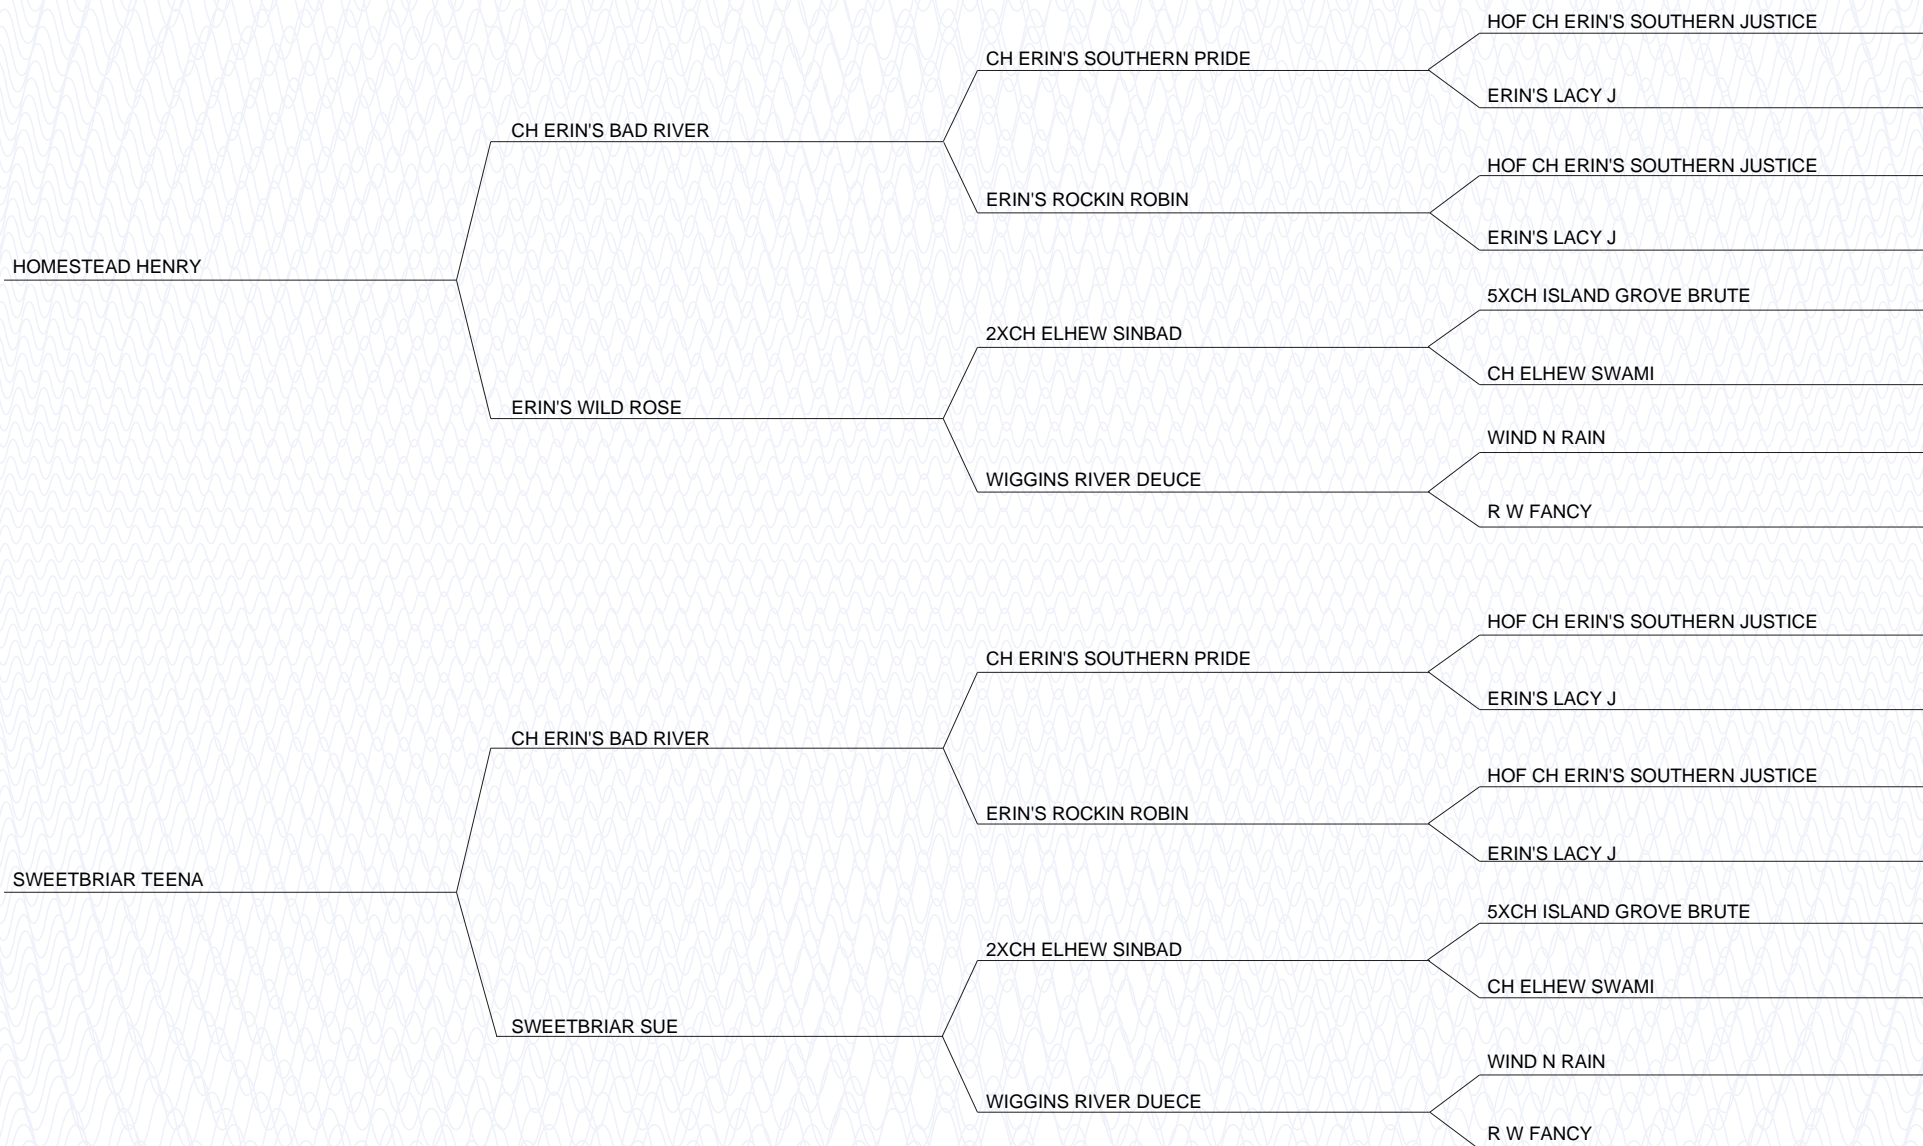 HOF CH ERIN'S SOUTHERN JUSTICE
CH ERIN'S SOUTHERN PRIDE
ERIN'S LACY J
CH ERIN'S BAD RIVER
HOF CH ERIN'S SOUTHERN JUSTICE
ERIN'S ROCKIN ROBIN
ERIN'S LACY J
HOMESTEAD HENRY
5XCH ISLAND GROVE BRUTE
2XCH ELHEW SINBAD
CH ELHEW SWAMI
ERIN'S WILD ROSE
WIND N RAIN
WIGGINS RIVER DEUCE
R W FANCY
HOF CH ERIN'S SOUTHERN JUSTICE
CH ERIN'S SOUTHERN PRIDE
ERIN'S LACY J
CH ERIN'S BAD RIVER
HOF CH ERIN'S SOUTHERN JUSTICE
ERIN'S ROCKIN ROBIN
ERIN'S LACY J
SWEETBRIAR TEENA
5XCH ISLAND GROVE BRUTE
2XCH ELHEW SINBAD
CH ELHEW SWAMI
SWEETBRIAR SUE
WIND N RAIN
WIGGINS RIVER DUECE
R W FANCY